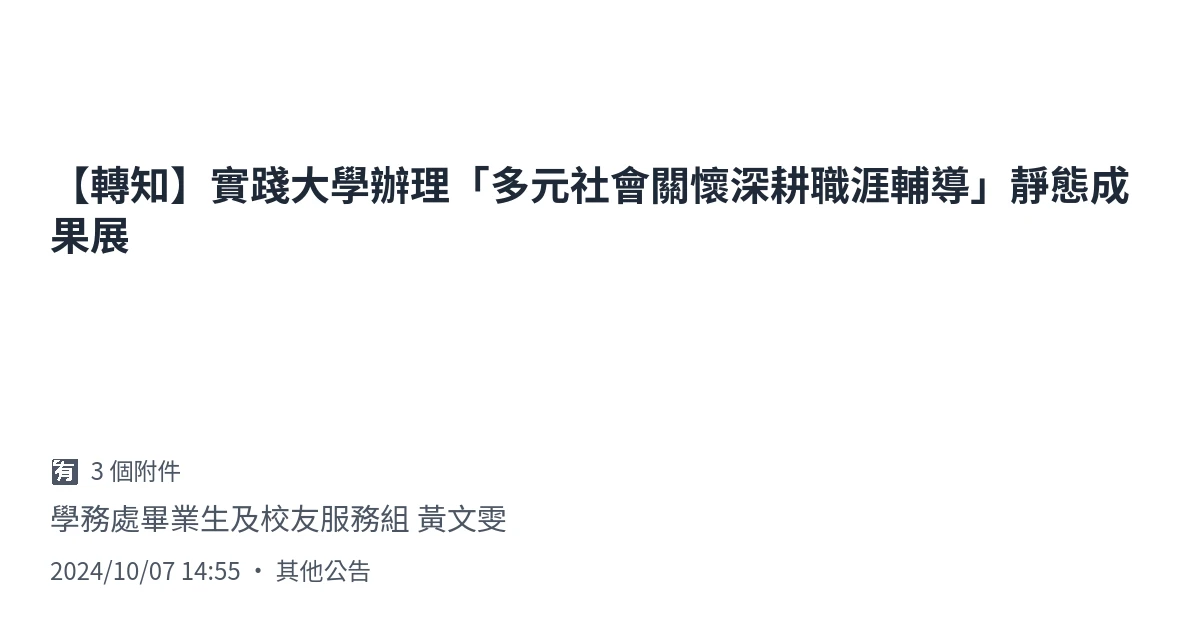 【轉知】實踐大學辦理「多元社會關懷深耕職涯輔導」靜態成
果展
🈶 3 個附件
學務處畢業生及校友服務組 黃文雯
2024/10/07 14:55 • 其他公告